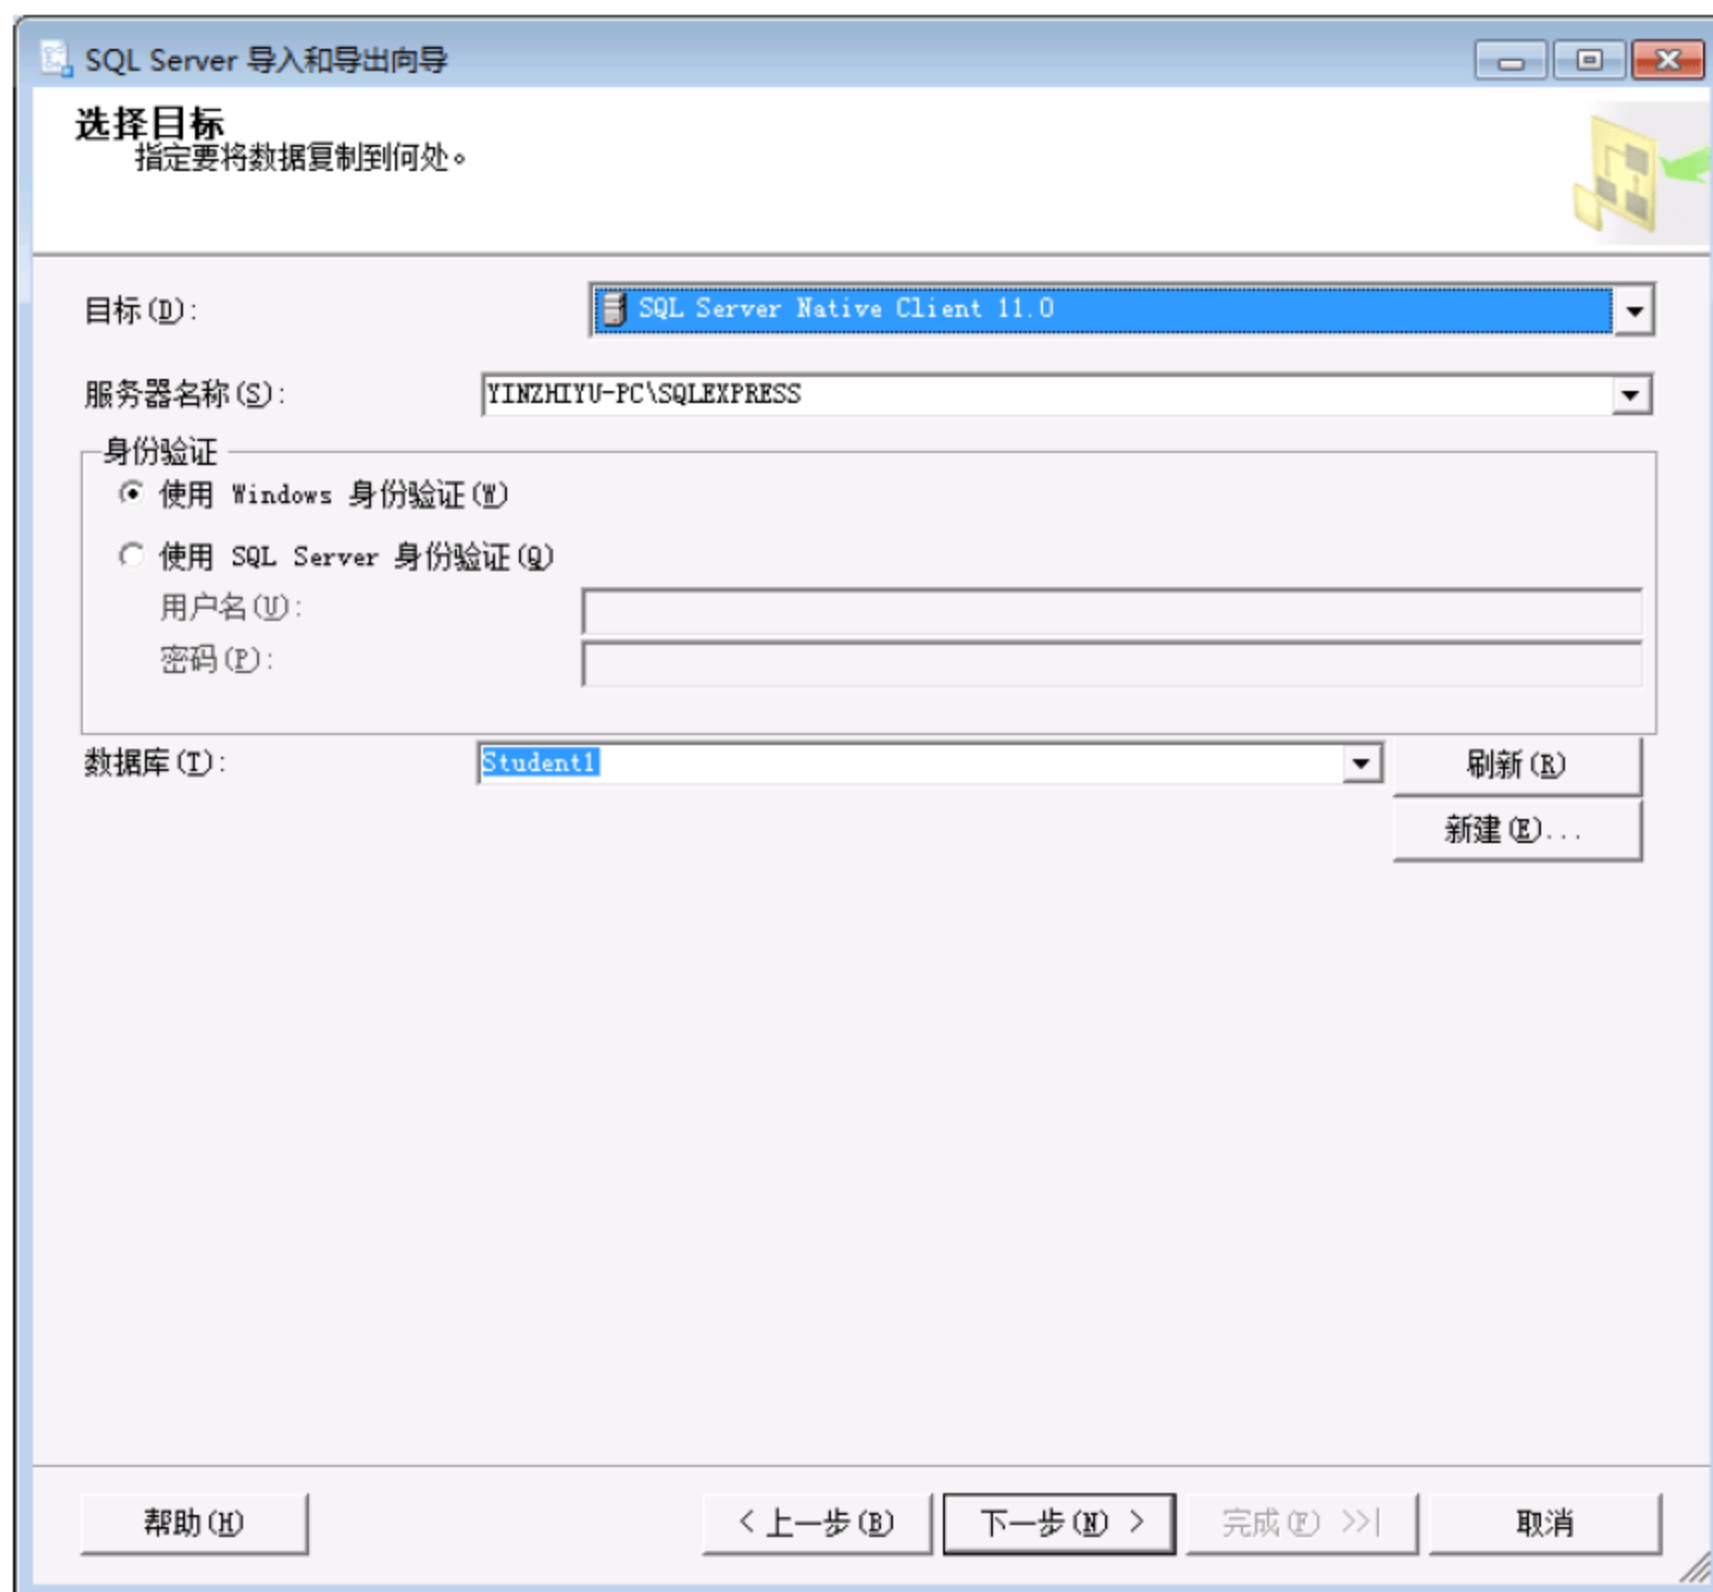 SQL Server 导入和导出向导
选择目标
指定要将数据复制到何处。
目标(D):
SQL Server Native Client 11.0
服务器名称(S):
YINZHIYU-PC\SQLEXPRESS
身份验证
使用 Windows 身份验证(W)
使用 SQL Server 身份验证(Q)
用户名(U):
密码(P):
数据库(T):
Student1
刷新(R)
新建(E)...
帮助(H)
< 上一步(B)
下一步(N) >
完成(F) >>|
取消